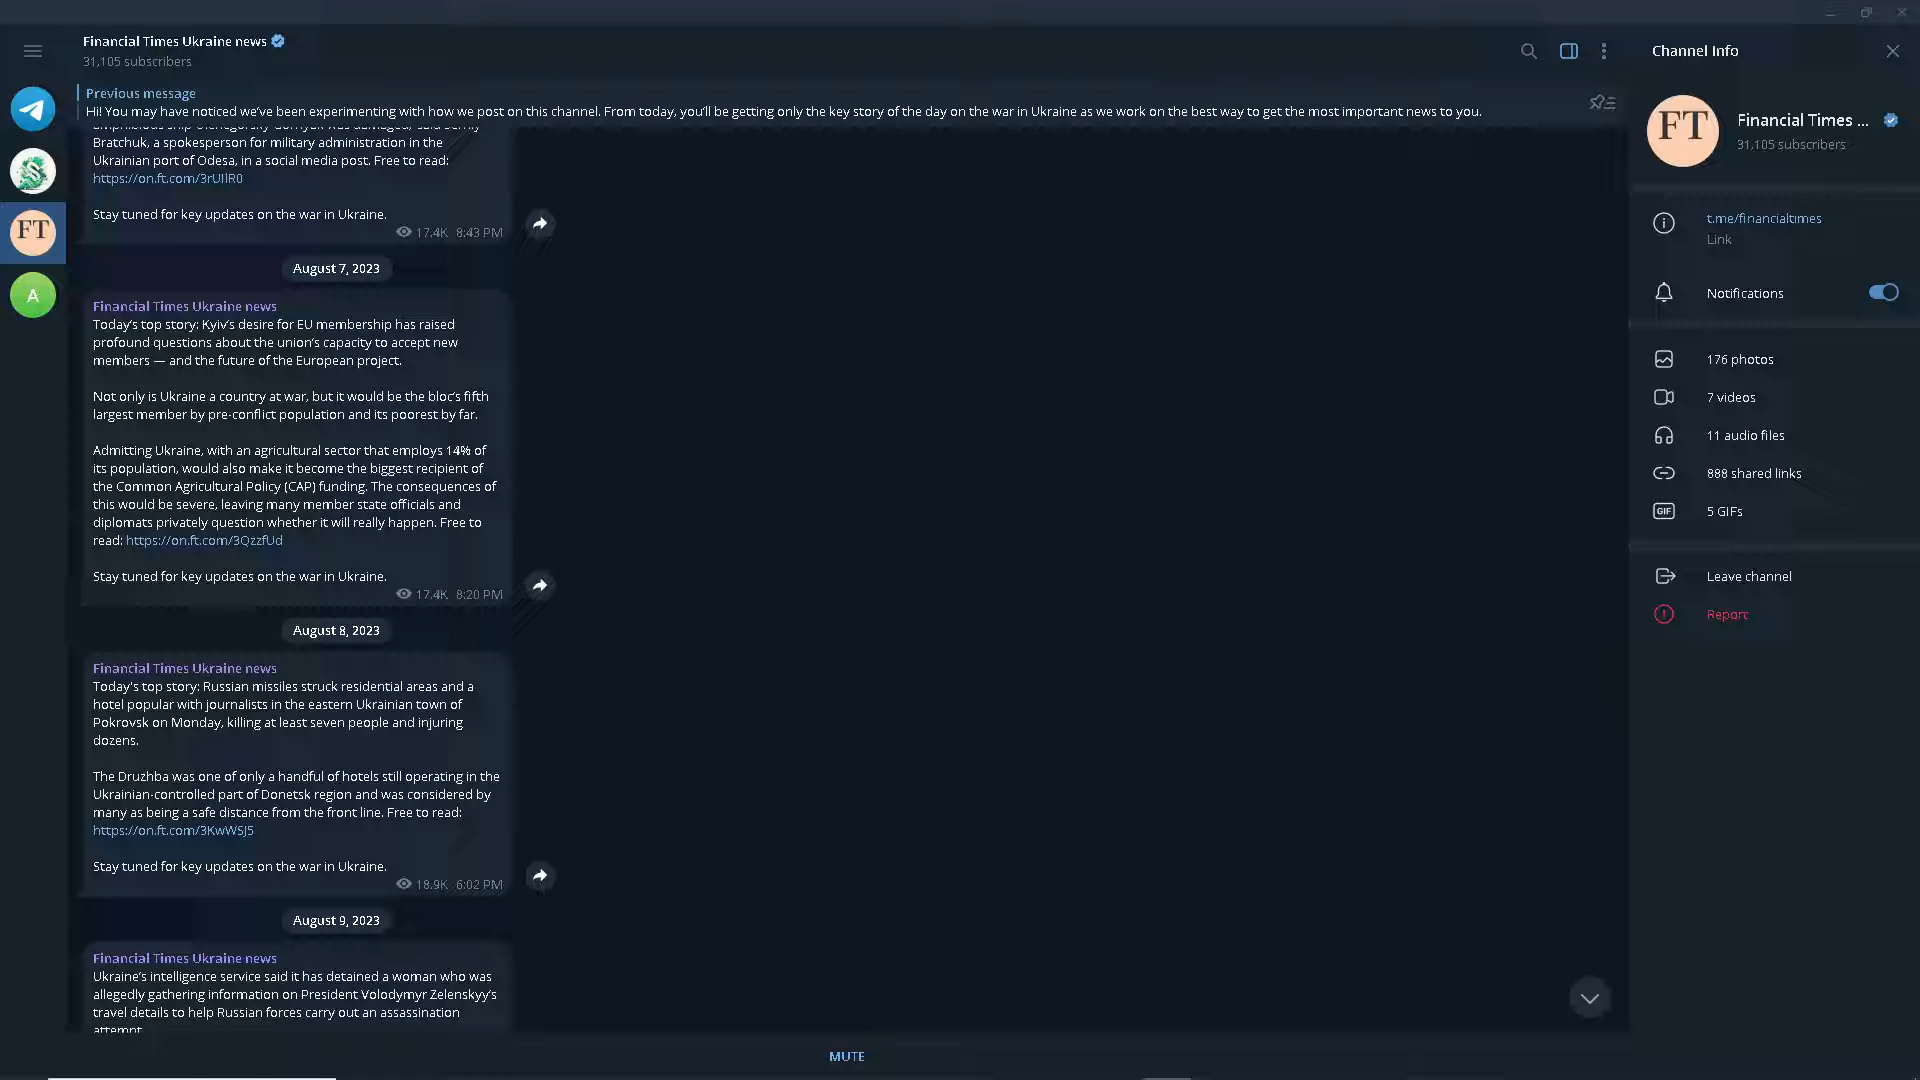 Financial Times Ukraine news
31,105 subscribers
Previous message
Hi! You may have noticed we've been experimenting with how we post on this channel. From today, you'll be getting only the key story of the day on the war in Ukraine as we work on the best way to get the most important news to you.
Bratchuk, a spokesperson for military administration in the
Ukrainian port of Odesa, in a social media post. Free to read:
https://on.ft.com/3rUIlR0
Stay tuned for key updates on the war in Ukraine.
17.4K 8:43 PM
August 7, 2023
Financial Times Ukraine news
Today's top story: Kyiv's desire for EU membership has raised
profound questions about the union's capacity to accept new
members — and the future of the European project.
Not only is Ukraine a country at war, but it would be the bloc's fifth
largest member by pre-conflict population and its poorest by far.
Admitting Ukraine, with an agricultural sector that employs 14% of
its population, would also make it become the biggest recipient of
the Common Agricultural Policy (CAP) funding. The consequences of
this would be severe, leaving many member state officials and
diplomats privately question whether it will really happen. Free to
read: https://on.ft.com/3QzzfUd
Stay tuned for key updates on the war in Ukraine.
17.4K 8:20 PM
August 8, 2023
Financial Times Ukraine news
Today's top story: Russian missiles struck residential areas and a
hotel popular with journalists in the eastern Ukrainian town of
Pokrovsk on Monday, killing at least seven people and injuring
dozens.
The Druzhba was one of only a handful of hotels still operating in the
Ukrainian-controlled part of Donetsk region and was considered by
many as being a safe distance from the front line. Free to read:
https://on.ft.com/3KwWSJ5
Stay tuned for key updates on the war in Ukraine.
18.9K 6:02 PM
August 9, 2023
Financial Times Ukraine news
Ukraine's intelligence service said it has detained a woman who was
allegedly gathering information on President Volodymyr Zelenskyy's
travel details to help Russian forces carry out an assassination
attempt
MUTE
FT
A
Channel Info
FT
Financial Times ...
31,105 subscribers
t.me/financialtimes
Link
Notifications
176 photos
7 videos
11 audio files
888 shared links
GIF 5 GIFs
Leave channel
Report